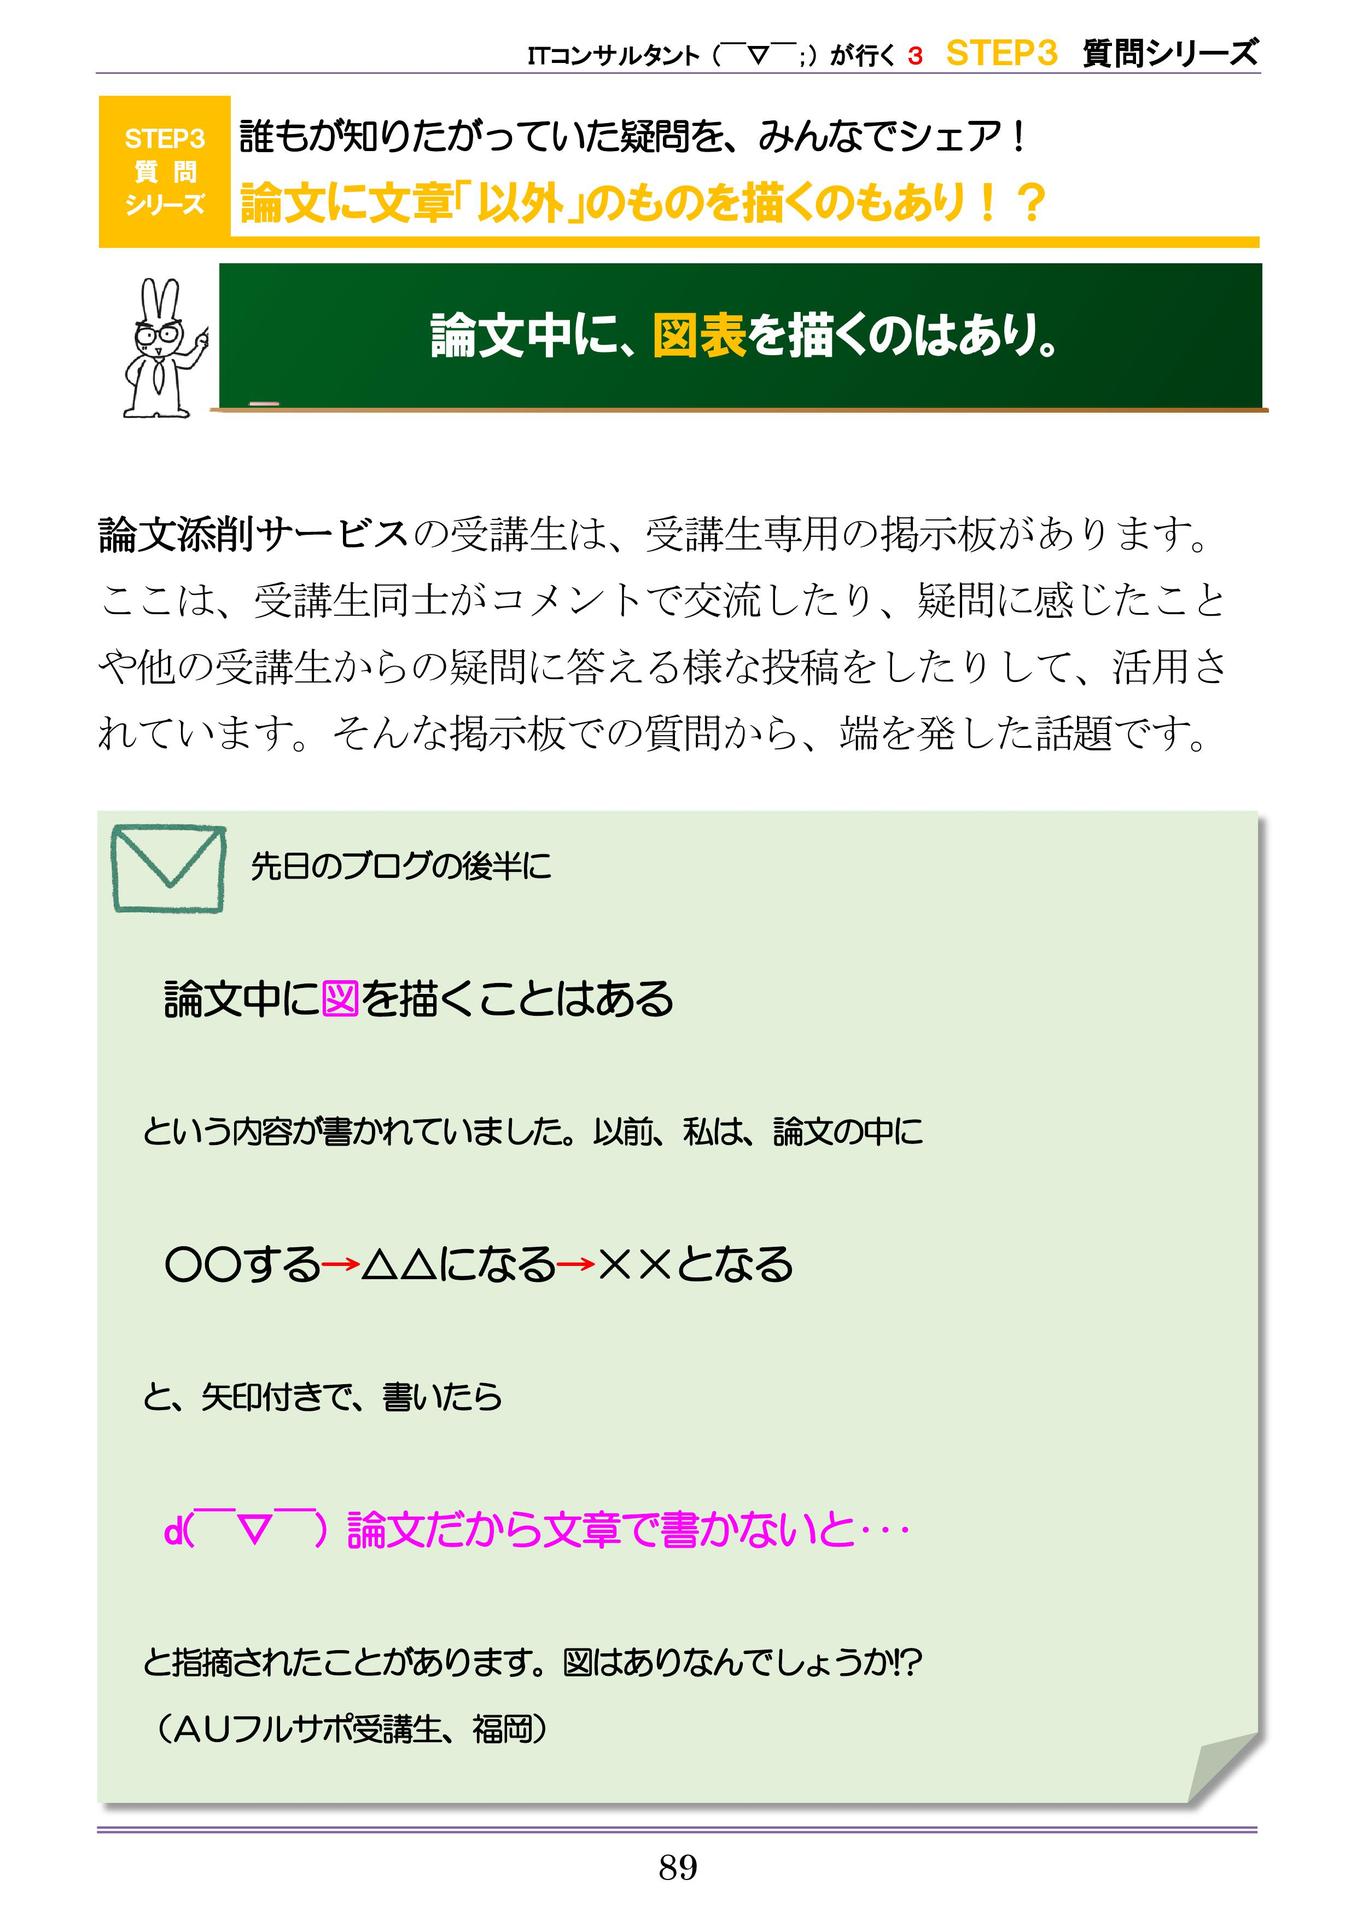 ITコンサルタント（￣▽￣;）が行く 3 STEP3 質問シリーズ
STEP3
質 問
シリーズ
誰もが知りたがっていた疑問を、みんなでシェア！
論文に文章「以外」のものを描くのもあり！？
論文中に、図表を描くのはあり。
論文添削サービスの受講生は、受講生専用の掲示板があります。
ここは、受講生同士がコメントで交流したり、疑問に感じたこと
や他の受講生からの疑問に答える様な投稿をしたりして、活用さ
れています。そんな掲示板での質問から、端を発した話題です。
先日のブログの後半に
論文中に図を描くことはある
という内容が書かれていました。以前、私は、論文の中に
〇〇する→△△になる→××となる
と、矢印付きで、書いたら
d(￣▽￣) 論文だから文章で書かないと･･･
と指摘されたことがあります。図はありなんでしょうか!?
（ＡＵフルサポ受講生、福岡）
89